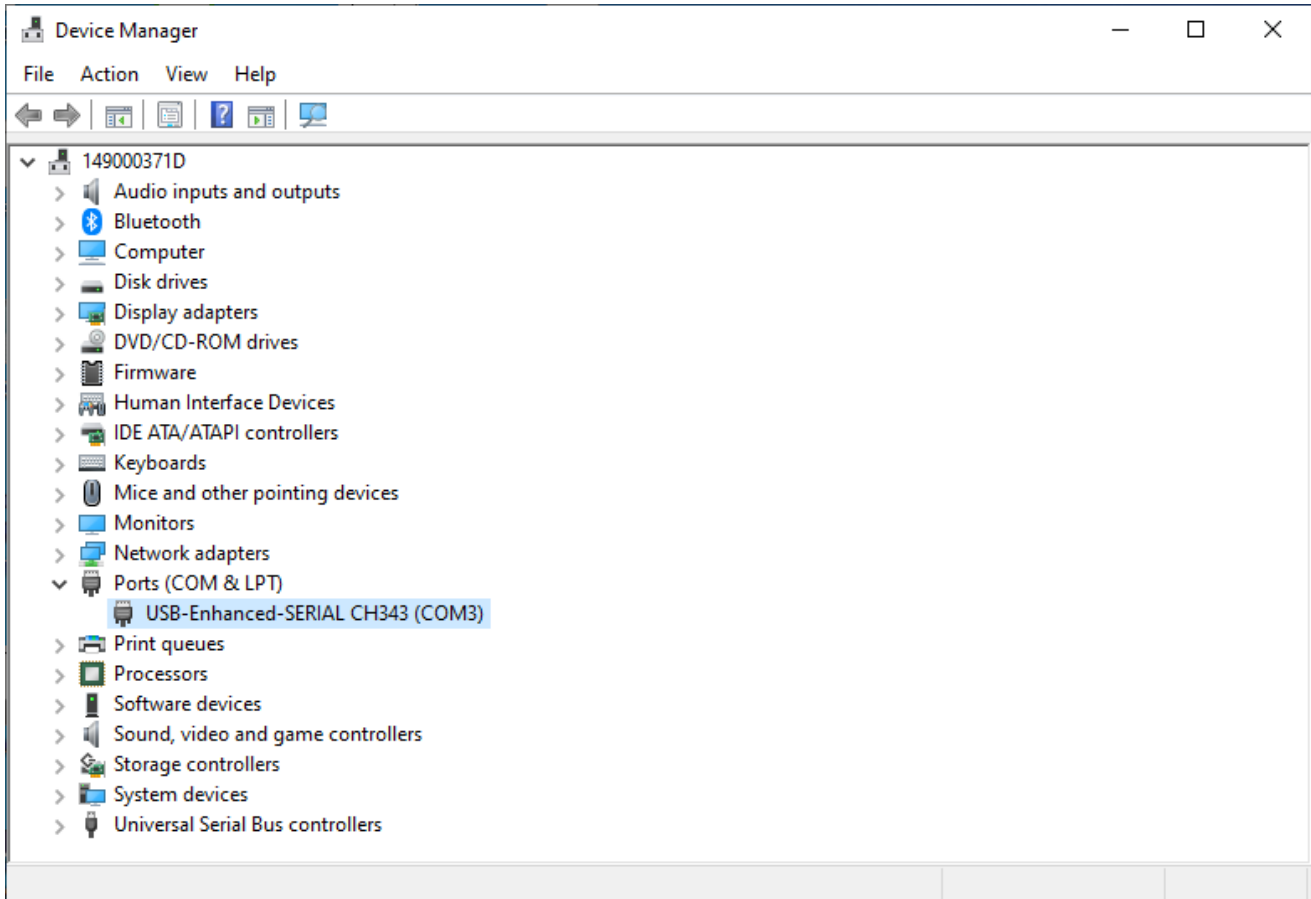 Device Manager
File Action View Help
149000371D
Audio inputs and outputs
Bluetooth
Computer
Disk drives
Display adapters
DVD/CD-ROM drives
Firmware
Human Interface Devices
IDE ATA/ATAPI controllers
Keyboards
Mice and other pointing devices
Monitors
Network adapters
Ports (COM & LPT)
USB-Enhanced-SERIAL CH343 (COM3)
Print queues
Processors
Software devices
Sound, video and game controllers
Storage controllers
System devices
Universal Serial Bus controllers